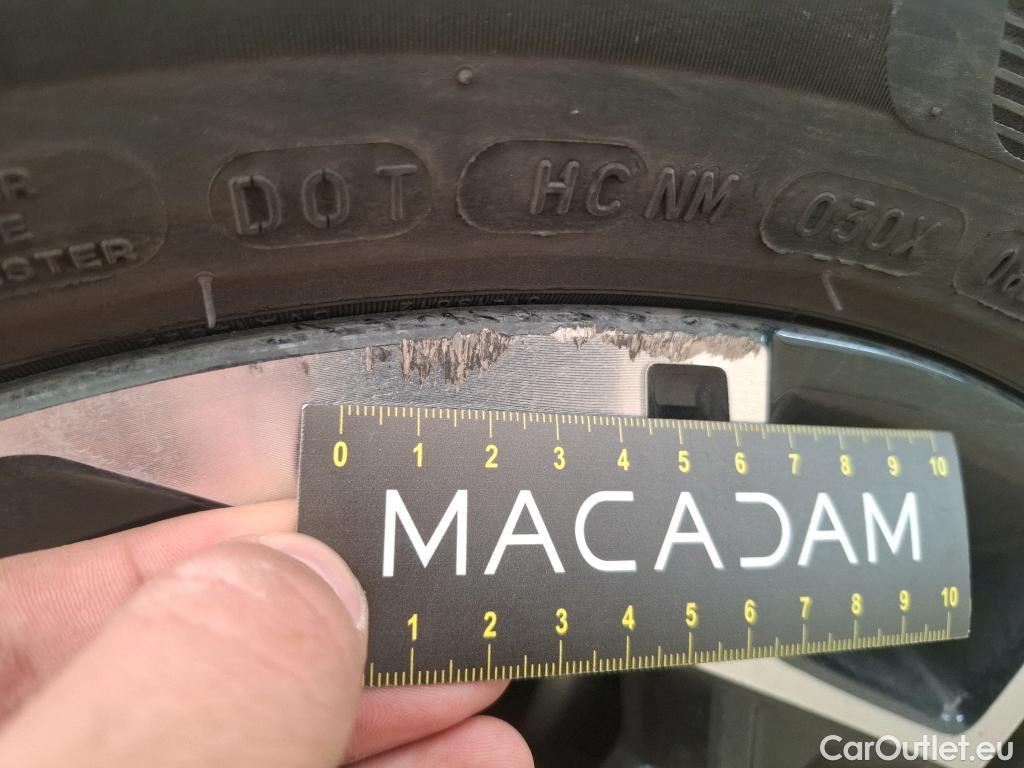 R
E
STER
DOT
HC NM
030X
0 1 2 3 4 5 6 7 8 9 10
MACADAM
1 2 3 4 5 6 7 8 9 10
CarOutlet.eu